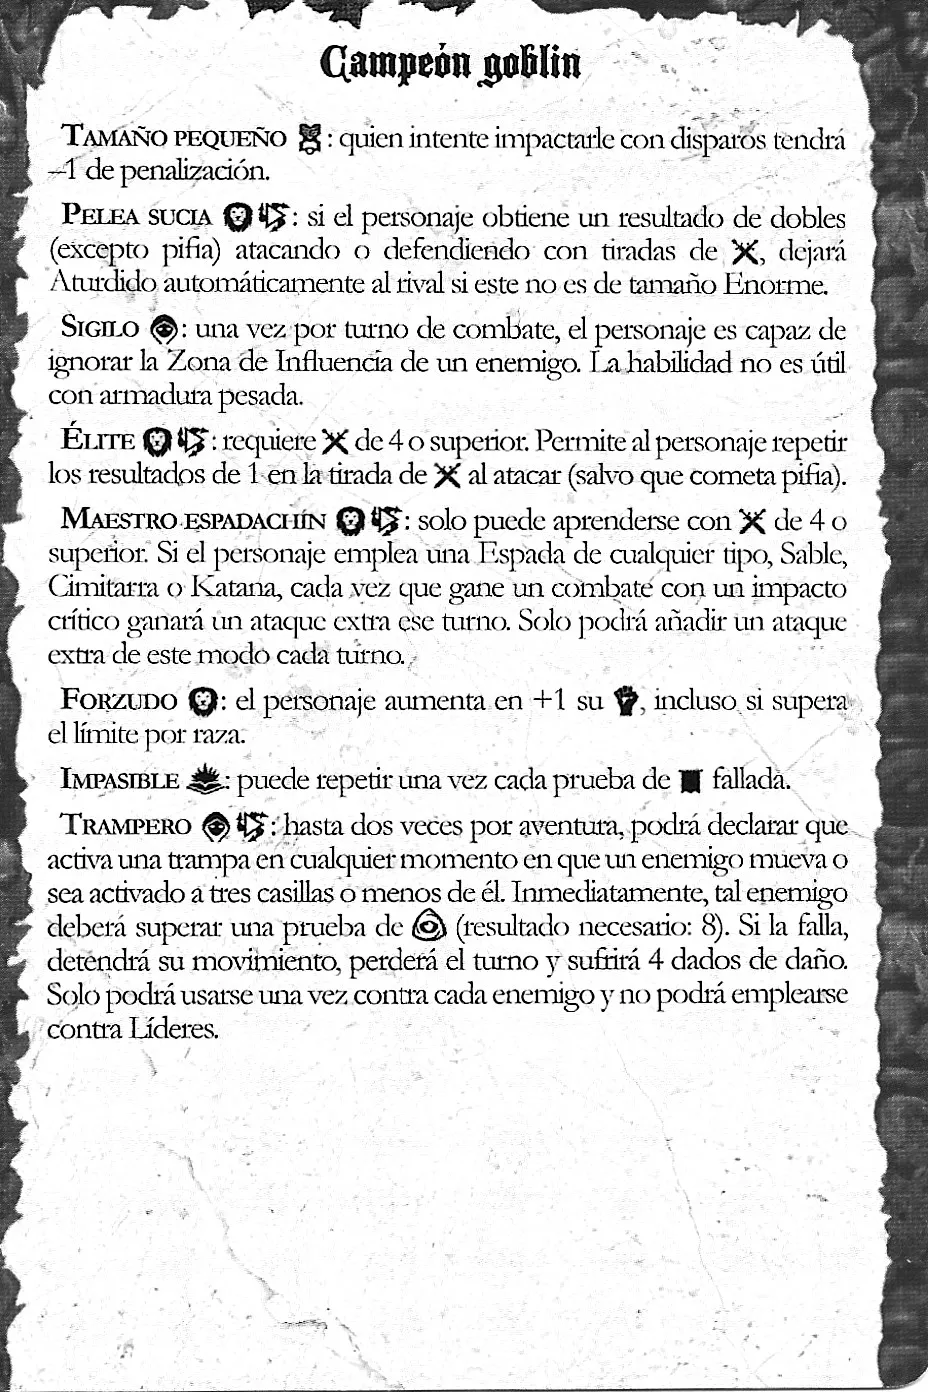 Campeón goblin
TAMAÑO PEQUEÑO : quien intente impactarle con disparos tendrá
–1 de penalización.
PELEA SUCIA : si el personaje obtiene un resultado de dobles
(excepto pifia) atacando o defendiendo con tiradas de , dejará
Aturdido automáticamente al rival si este no es de tamaño Enorme.
SIGILO : una vez por turno de combate, el personaje es capaz de
ignorar la Zona de Influencia de un enemigo. La habilidad no es útil
con armadura pesada.
ÉLITE : requiere de 4 o superior. Permite al personaje repetir
los resultados de 1 en la tirada de al atacar (salvo que cometa pifia).
MAESTRO ESPADACHÍN : solo puede aprenderse con de 4 o
superior. Si el personaje emplea una Espada de cualquier tipo, Sable,
Cimitarra o Katana, cada vez que gane un combate con un impacto
crítico ganará un ataque extra ese turno. Solo podrá añadir un ataque
extra de este modo cada turno.
FORZUDO : el personaje aumenta en +1 su , incluso si supera
el límite por raza.
IMPASIBLE : puede repetir una vez cada prueba de fallada.
TRAMPERO : hasta dos veces por aventura, podrá declarar que
activa una trampa en cualquier momento en que un enemigo mueva o
sea activado a tres casillas o menos de él. Inmediatamente, tal enemigo
deberá superar una prueba de (resultado necesario: 8). Si la falla,
detendrá su movimiento, perderá el turno y sufrirá 4 dados de daño.
Solo podrá usarse una vez contra cada enemigo y no podrá emplearse
contra Líderes.